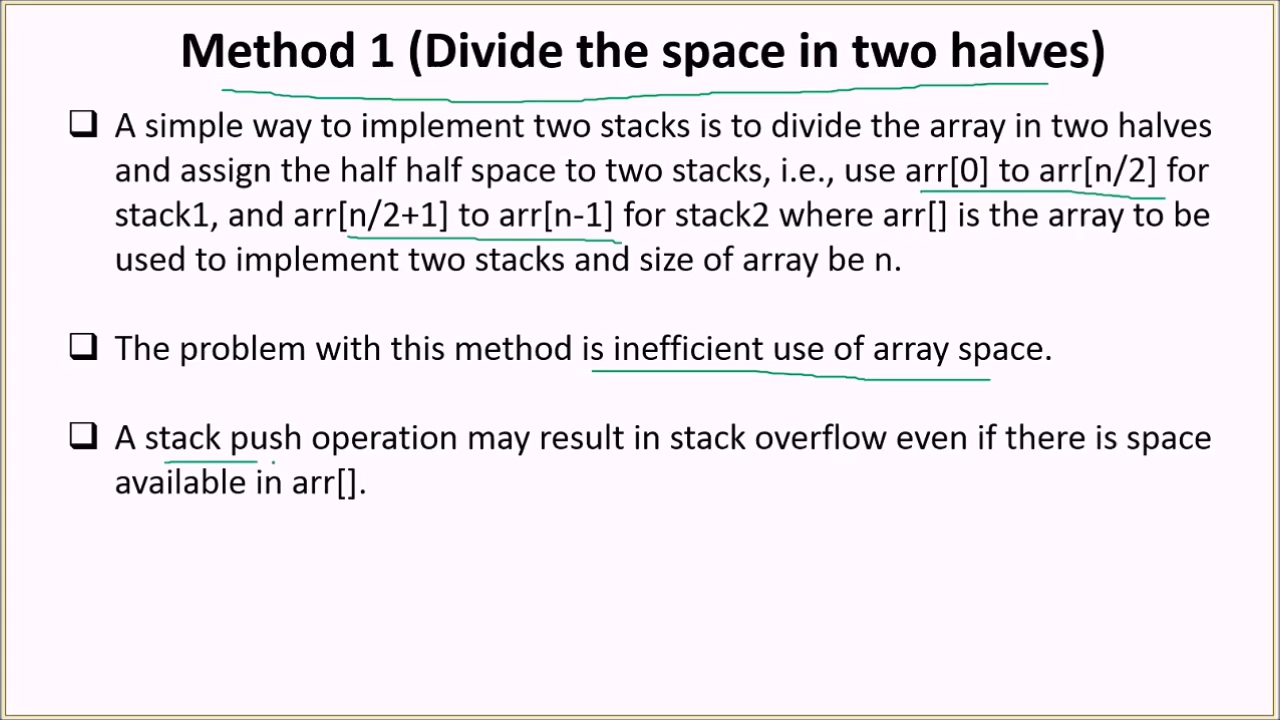 Method 1 (Divide the space in two halves)
❑ A simple way to implement two stacks is to divide the array in two halves
and assign the half half space to two stacks, i.e., use arr[0] to arr[n/2] for
stack1, and arr[n/2+1] to arr[n-1] for stack2 where arr[] is the array to be
used to implement two stacks and size of array be n.
❑ The problem with this method is inefficient use of array space.
❑ A stack push operation may result in stack overflow even if there is space
available in arr[].